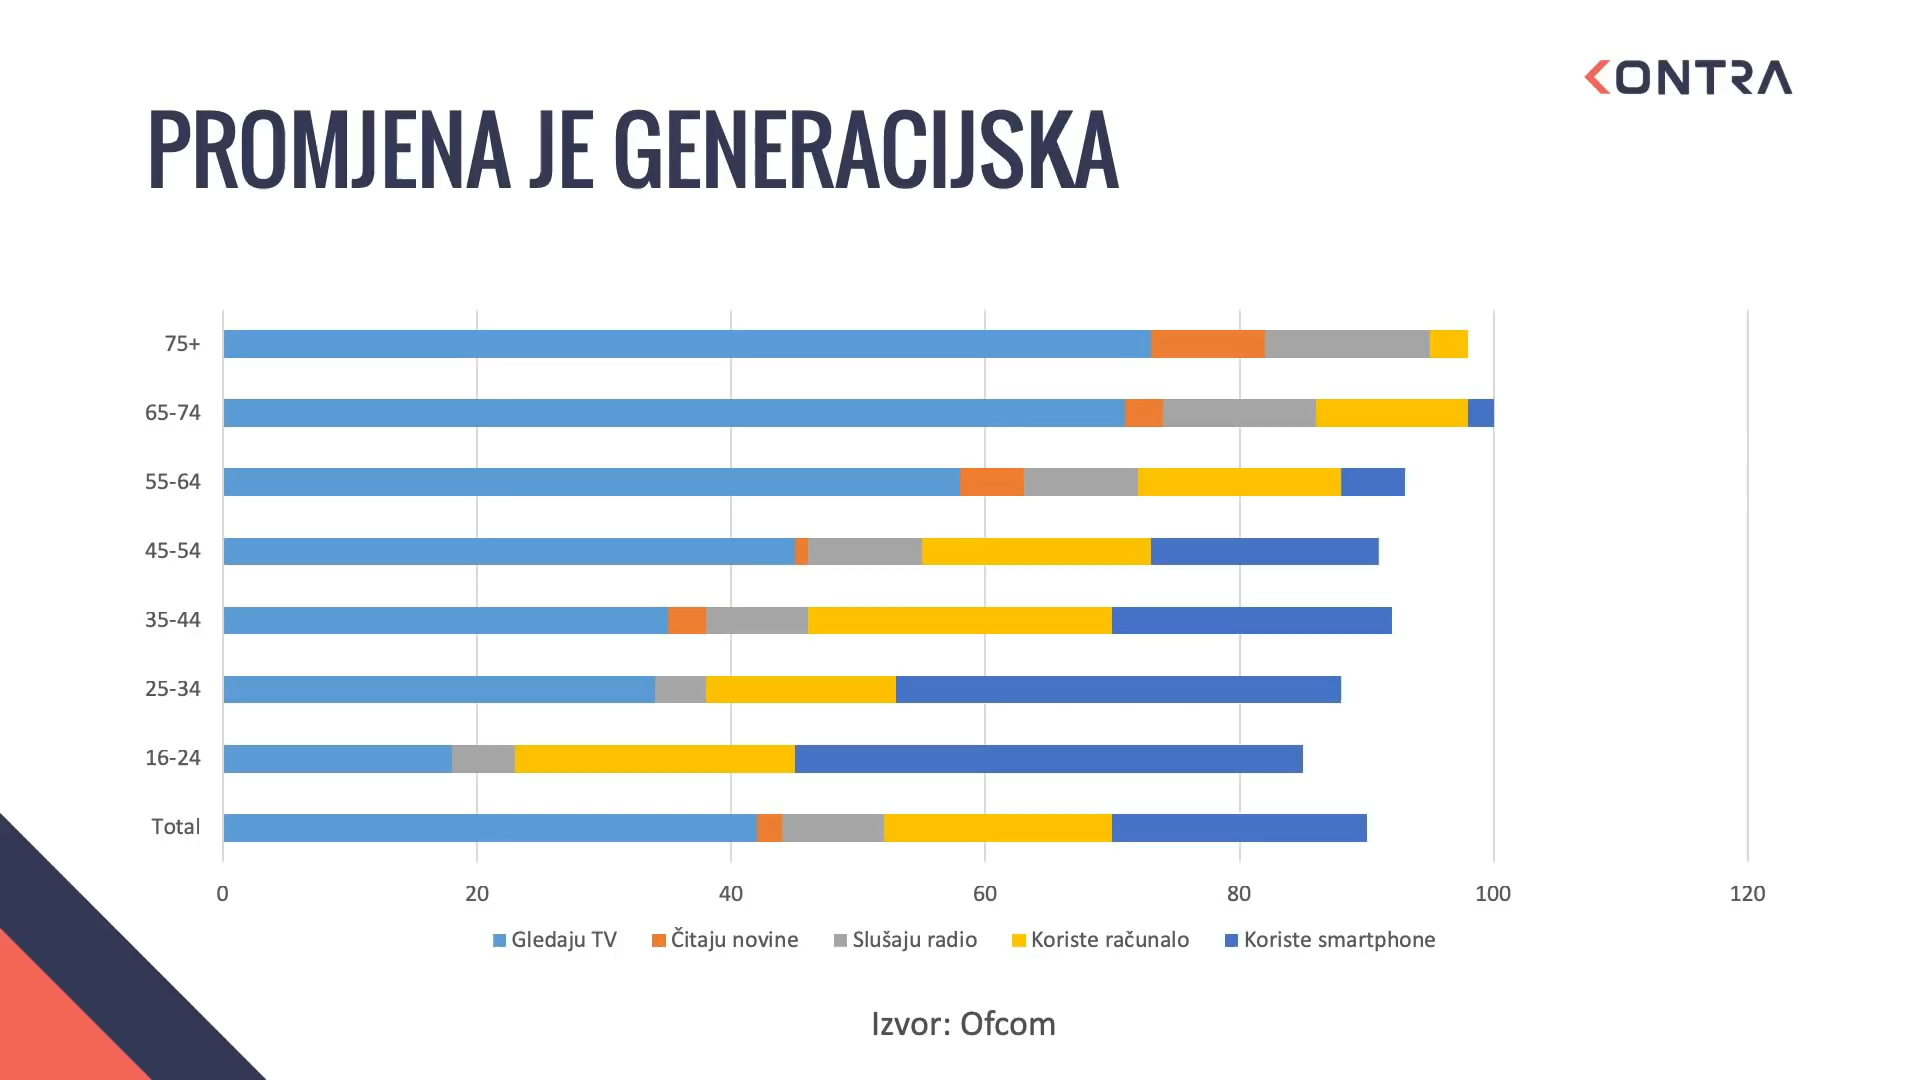 KONTRA
PROMJENA JE GENERACIJSKA
75+
65-74
55-64
45-54
35-44
25-34
16-24
Total
0 20 40 60 80 100 120
Gledaju TV Čitaju novine Slušaju radio Koriste računalo Koriste smartphone
Izvor: Ofcom